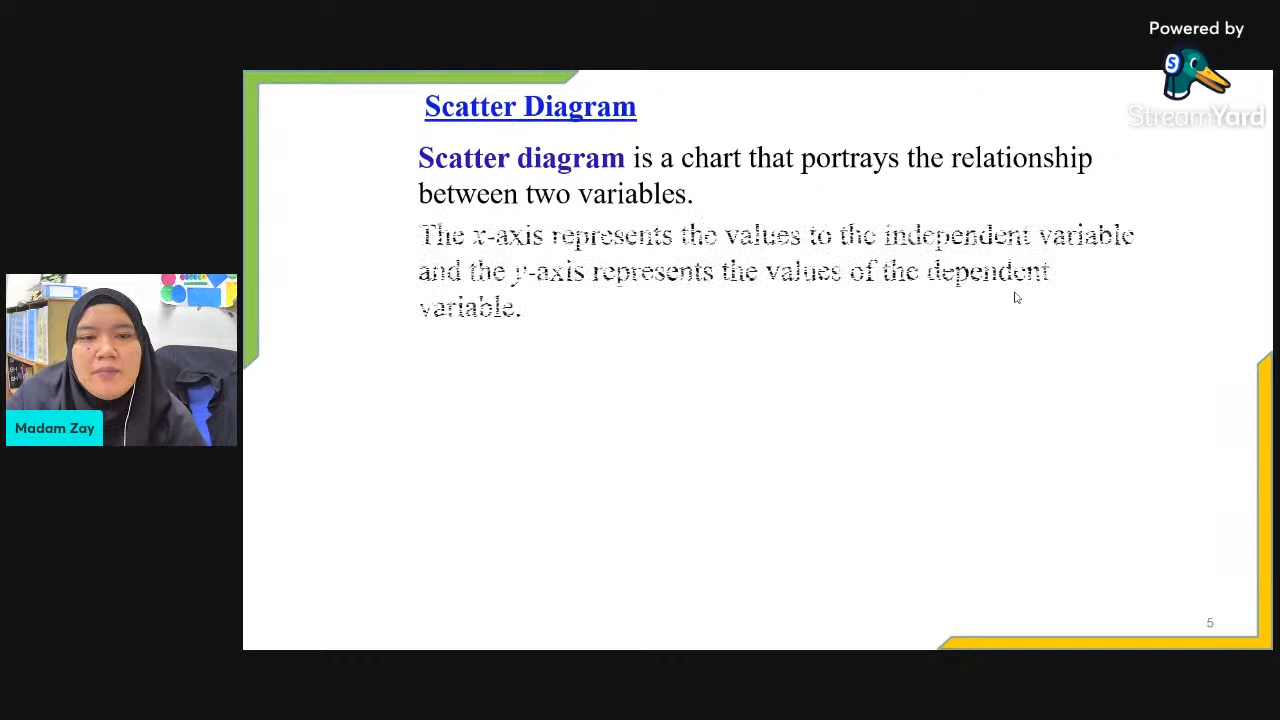 Powered by
StreamYard
Scatter Diagram
Scatter diagram is a chart that portrays the relationship
between two variables.
The x-axis represents the values to the independent variable
and the y-axis represents the values of the dependent
variable.
Madam Zay
5